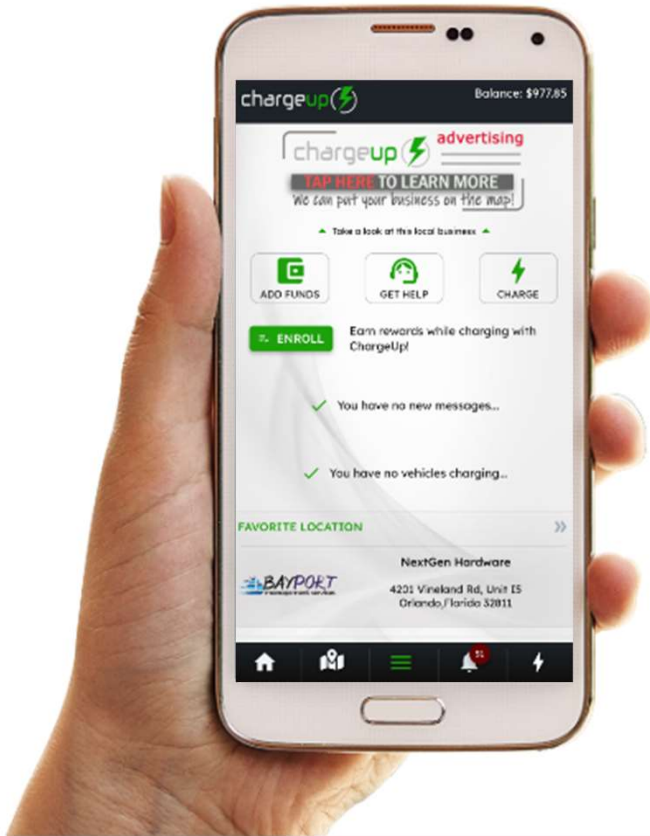 chargeup
Balance: $977.85
chargeup advertising
TAP HERE TO LEARN MORE
We can put your business on the map!
Take a look at this local business
ADD FUNDS
GET HELP
CHARGE
ENROLL
Earn rewards while charging with
ChargeUp!
You have no new messages...
You have no vehicles charging...
FAVORITE LOCATION
BAYPORT
management services
NextGen Hardware
4201 Vineland Rd, Unit I5
Orlando,Florida 32811